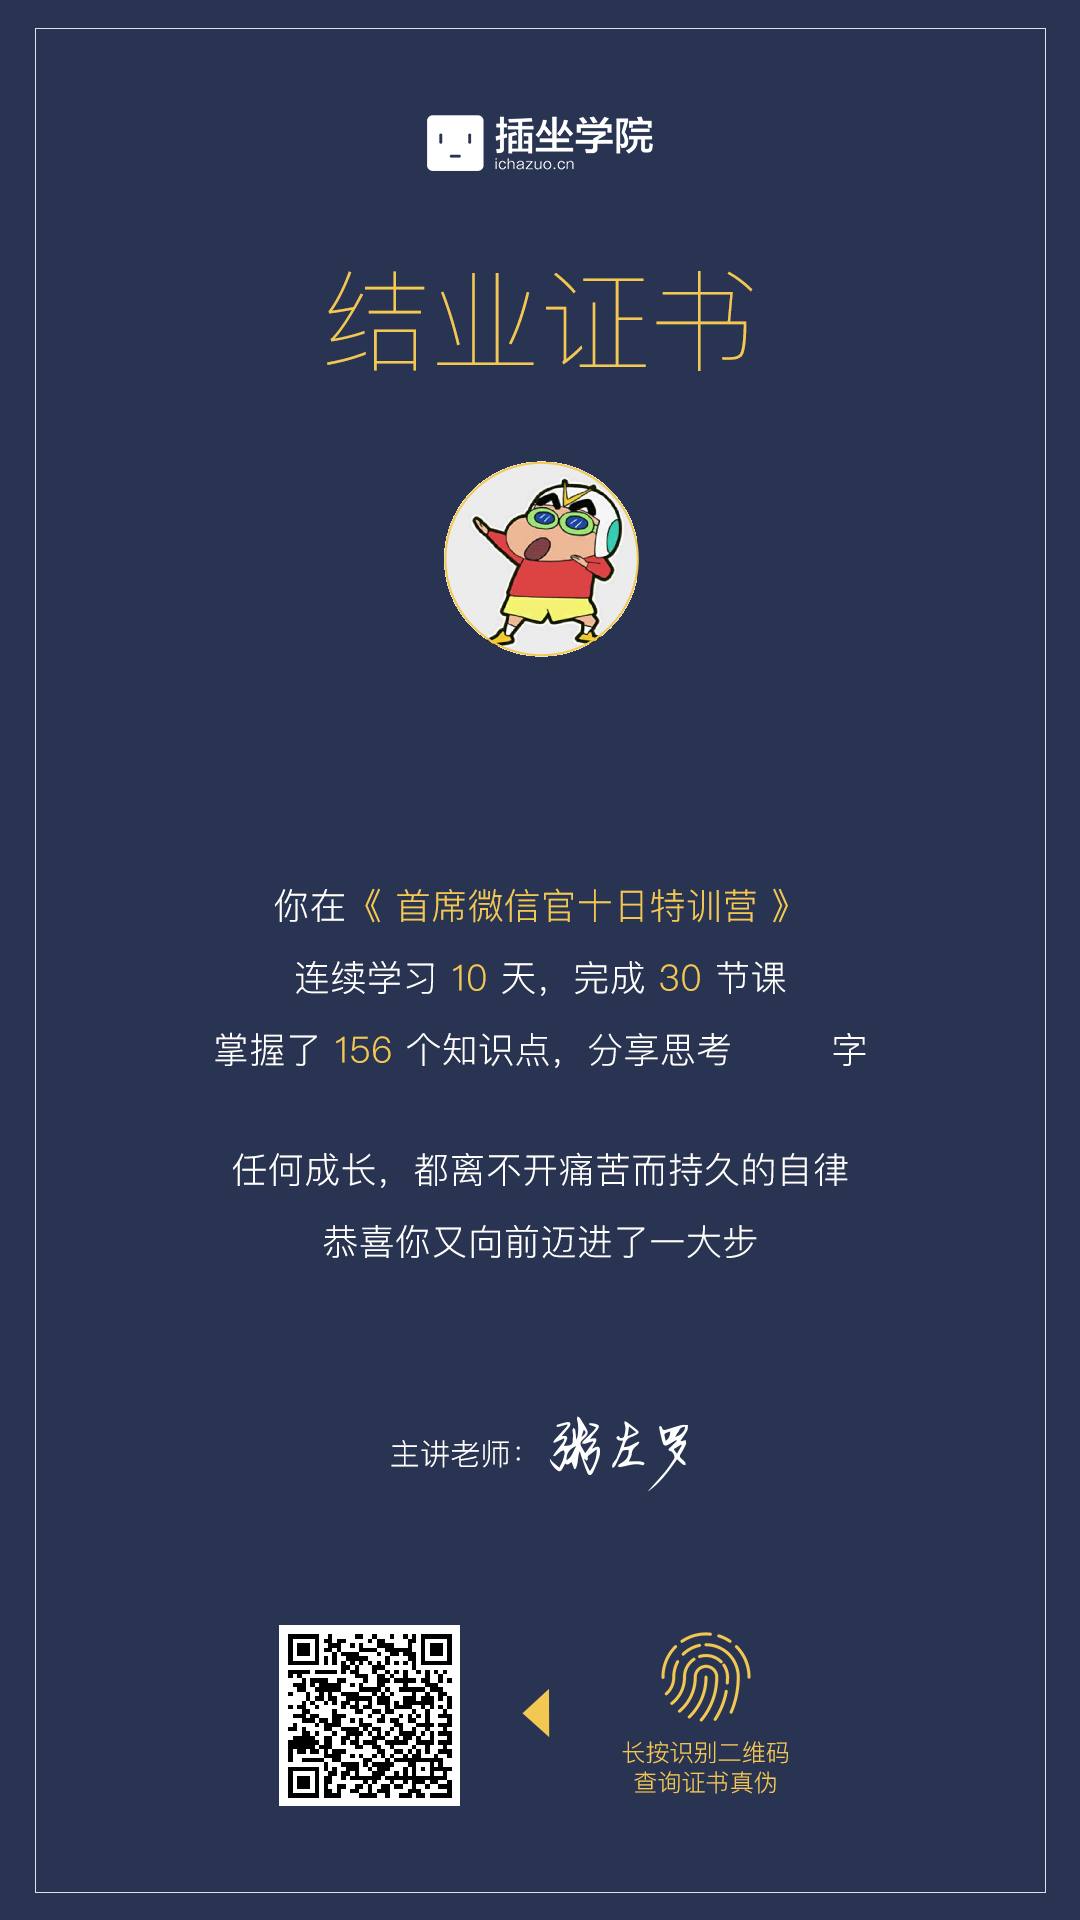 插坐学院
ichazuo.cn
结业证书
你在《 首席微信官十日特训营 》
连续学习 10 天，完成 30 节课
掌握了 156 个知识点，分享思考 字
任何成长，都离不开痛苦而持久的自律
恭喜你又向前迈进了一大步
主讲老师：粥左罗
长按识别二维码
查询证书真伪